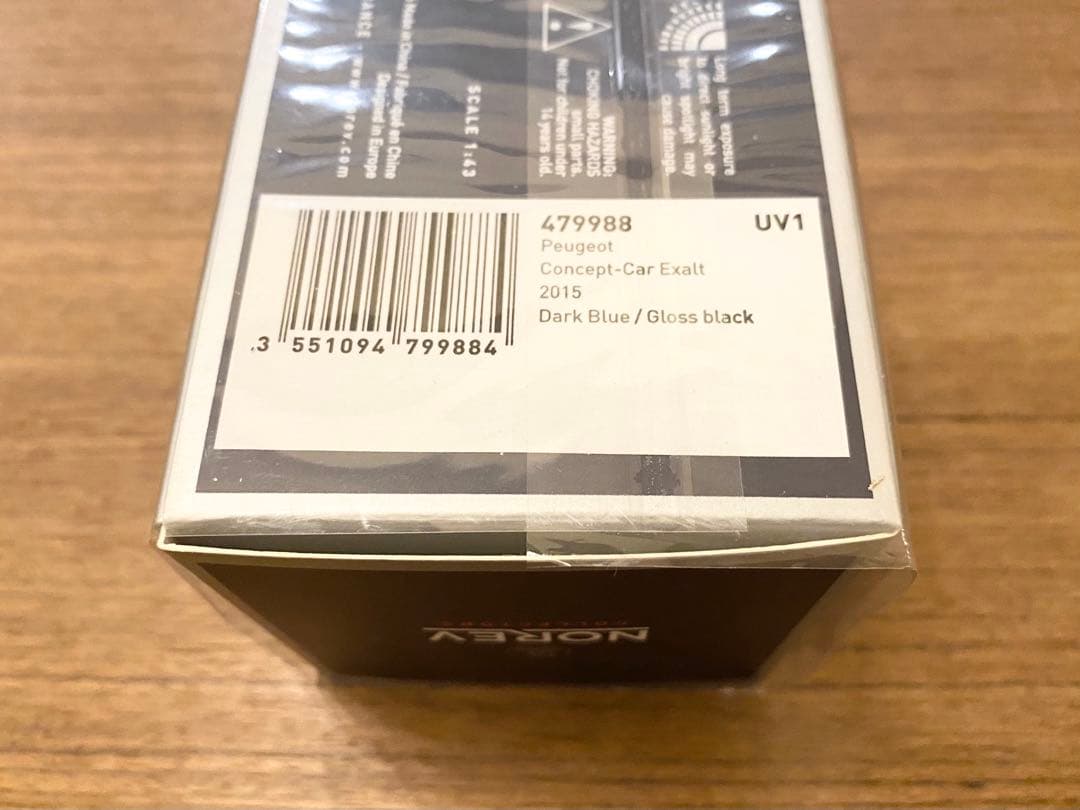 Long term exposure
to direct sunlight or
bright spotlight may
cause damage.
WARNING:
CHOKING HAZARDS
small parts.
Not for children under
14 years old.
SCALE 1:43
Made in China / Fabriqué en Chine
Designed in Europe
479988
UV1
Peugeot
Concept-Car Exalt
2015
Dark Blue / Gloss black
3 551094 799884
NOREV
COLLECTORS